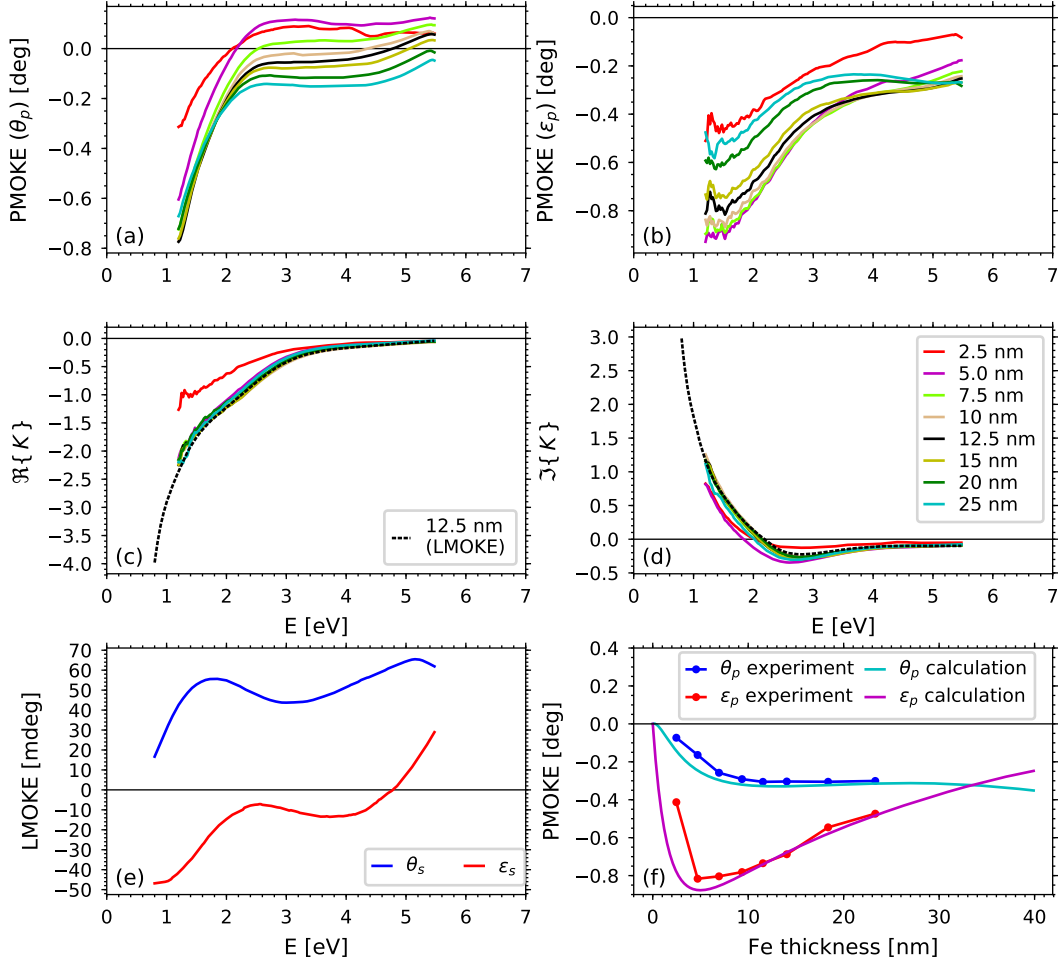 PMOKE (θp) [deg]
0.0
−0.2
−0.4
−0.6
−0.8
(a)
0 1 2 3 4 5 6 7
PMOKE (εp) [deg]
0.0
−0.2
−0.4
−0.6
−0.8
(b)
0 1 2 3 4 5 6 7
ℜ{K}
0.0
−0.5
−1.0
−1.5
−2.0
−2.5
−3.0
−3.5
−4.0
(c)
12.5 nm
(LMOKE)
0 1 2 3 4 5 6 7
E [eV]
ℑ{K}
3.0
2.5
2.0
1.5
1.0
0.5
0.0
−0.5
2.5 nm
5.0 nm
7.5 nm
10 nm
12.5 nm
15 nm
20 nm
25 nm
(d)
0 1 2 3 4 5 6 7
E [eV]
LMOKE [mdeg]
70
60
50
40
30
20
10
0
−10
−20
−30
−40
−50
(e)
θs εs
0 1 2 3 4 5 6 7
E [eV]
PMOKE [deg]
0.4
0.2
0.0
−0.2
−0.4
−0.6
−0.8
θp experiment θp calculation
εp experiment εp calculation
(f)
0 10 20 30 40
Fe thickness [nm]